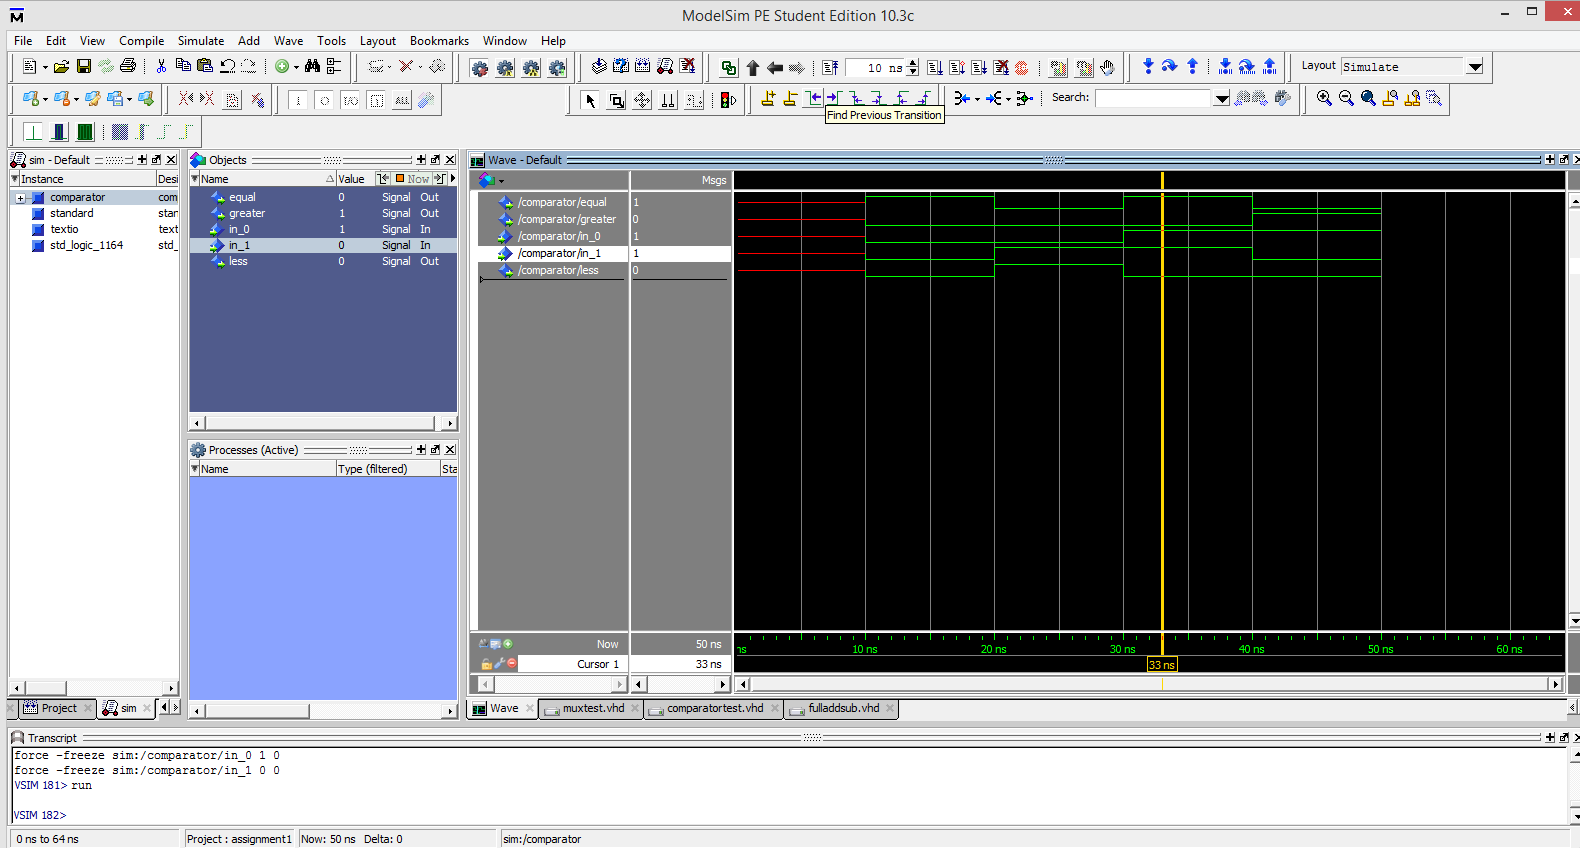 ModelSim PE Student Edition 10.3c
File Edit View Compile Simulate Add Wave Tools Layout Bookmarks Window Help
10 ns
Layout Simulate
Search:
Find Previous Transition
sim - Default
Instance Desi
comparator com
standard stan
textio text
std_logic_1164 std_
Objects
Name Value Now
equal 0 Signal Out
greater 1 Signal Out
in_0 1 Signal In
in_1 0 Signal In
less 0 Signal Out
Processes (Active)
Name Type (filtered) Sta
Wave - Default
Msgs
/comparator/equal 1
/comparator/greater 0
/comparator/in_0 1
/comparator/in_1 1
/comparator/less 0
Now 50 ns
Cursor 1 33 ns
ns 10 ns 20 ns 30 ns 40 ns 50 ns 60 ns
33 ns
Project sim
Wave muxtest.vhd comparatortest.vhd fulladdsub.vhd
Transcript
force -freeze sim:/comparator/in_0 1 0
force -freeze sim:/comparator/in_1 0 0
VSIM 181> run
VSIM 182>
0 ns to 64 ns Project : assignment1 Now: 50 ns Delta: 0 sim:/comparator